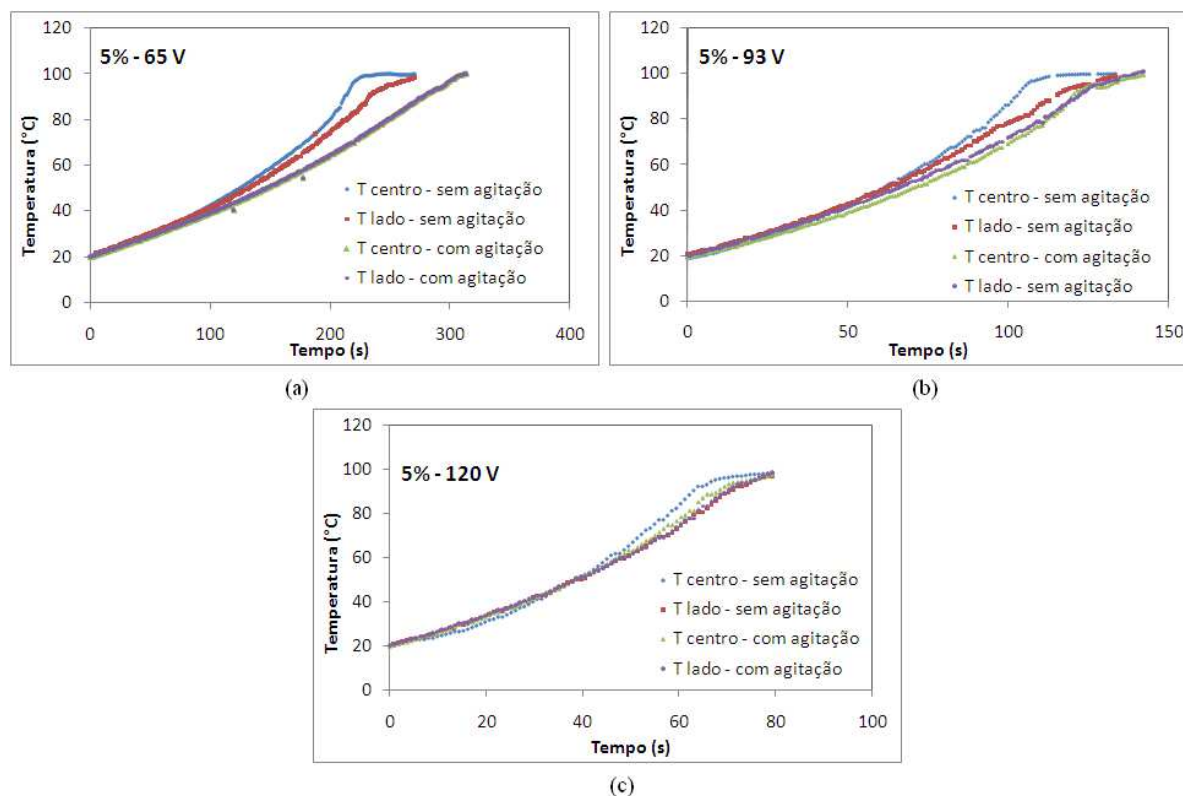 5% - 65 V
Temperatura (°C)
120
100
80
60
40
20
0
0 100 200 300 400
Tempo (s)
T centro - sem agitação
T lado - sem agitação
T centro - com agitação
T lado - com agitação
(a)
5% - 93 V
Temperatura (°C)
120
100
80
60
40
20
0
0 50 100 150
Tempo (s)
T centro - sem agitação
T lado - sem agitação
T centro - com agitação
T lado - sem agitação
(b)
5% - 120 V
Temperatura (°C)
120
100
80
60
40
20
0
0 20 40 60 80 100
Tempo (s)
T centro - sem agitação
T lado - sem agitação
T centro - com agitação
T lado - com agitação
(c)